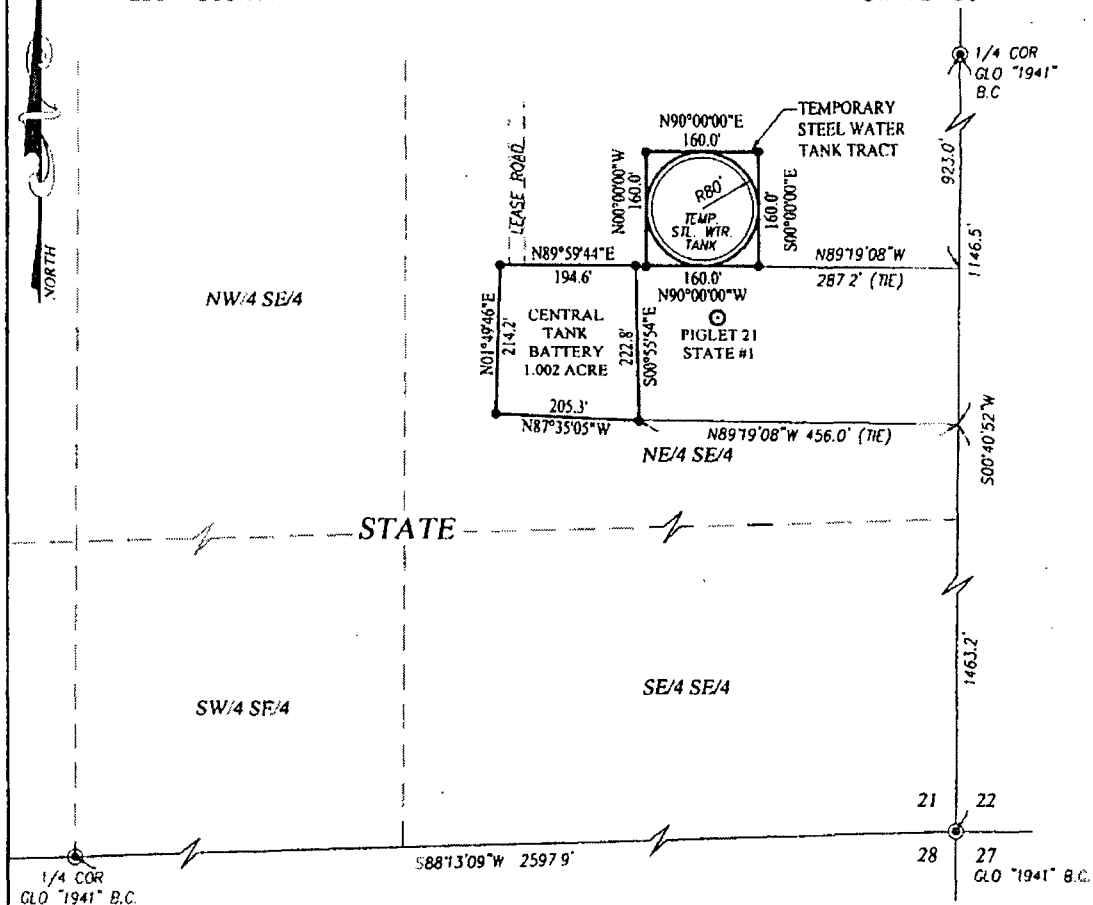 1/4 COR
GLO "1941"
B.C
N90°00'00"E
160.0'
TEMPORARY
STEEL WATER
TANK TRACT
LEASE ROAD
N00°00'00"W
160.0'
R80'
TEMP.
STL. WTR.
TANK
160.0'
S00°00'00"E
923.0'
1146.5'
NORTH
N89°59'44"E
194.6'
160.0'
N90°00'00"W
N89°19'08"W
287.2' (TIE)
NW/4 SE/4
N01°49'46"E
214.2'
CENTRAL
TANK
BATTERY
1.002 ACRE
222.8'
S00°55'54"E
PIGLET 21
STATE #1
205.3'
N87°35'05"W
N89°19'08"W 456.0' (TIE)
S00°40'52"W
NE/4 SE/4
STATE
1463.2'
SW/4 SE/4
SE/4 SE/4
21 22
28 27
S88°13'09"W 2597.9'
1/4 COR
GLO "1941" B.C.
GLO "1941" B.C.